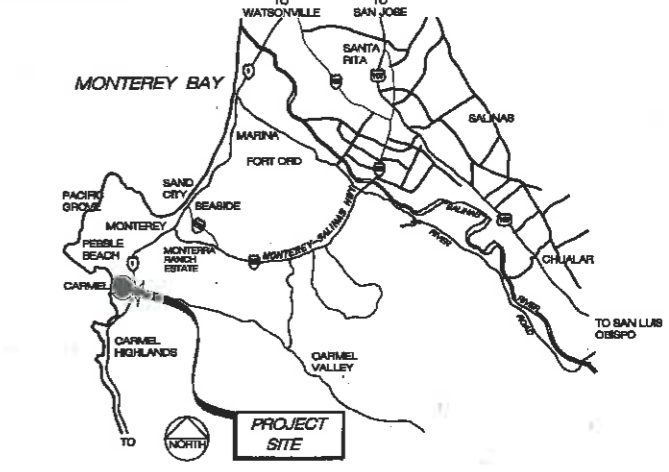 TO
WATSONVILLE
TO
SAN JOSE
SANTA
RITA
1
101
MONTEREY BAY
SALINAS
MARINA
FORT ORD
SAND
CITY
PACIFIC
GROVE
SEASIDE
MONTEREY
MONTEREY-SALINAS HWY
SALINAS
RIVER
PEBBLE
BEACH
MONTERRA
RANCH
ESTATE
1
CHUALAR
CARMEL
RIVER
ROAD
TO SAN LUIS
OBISPO
CARMEL
HIGHLANDS
CARMEL
VALLEY
TO
NORTH
PROJECT
SITE